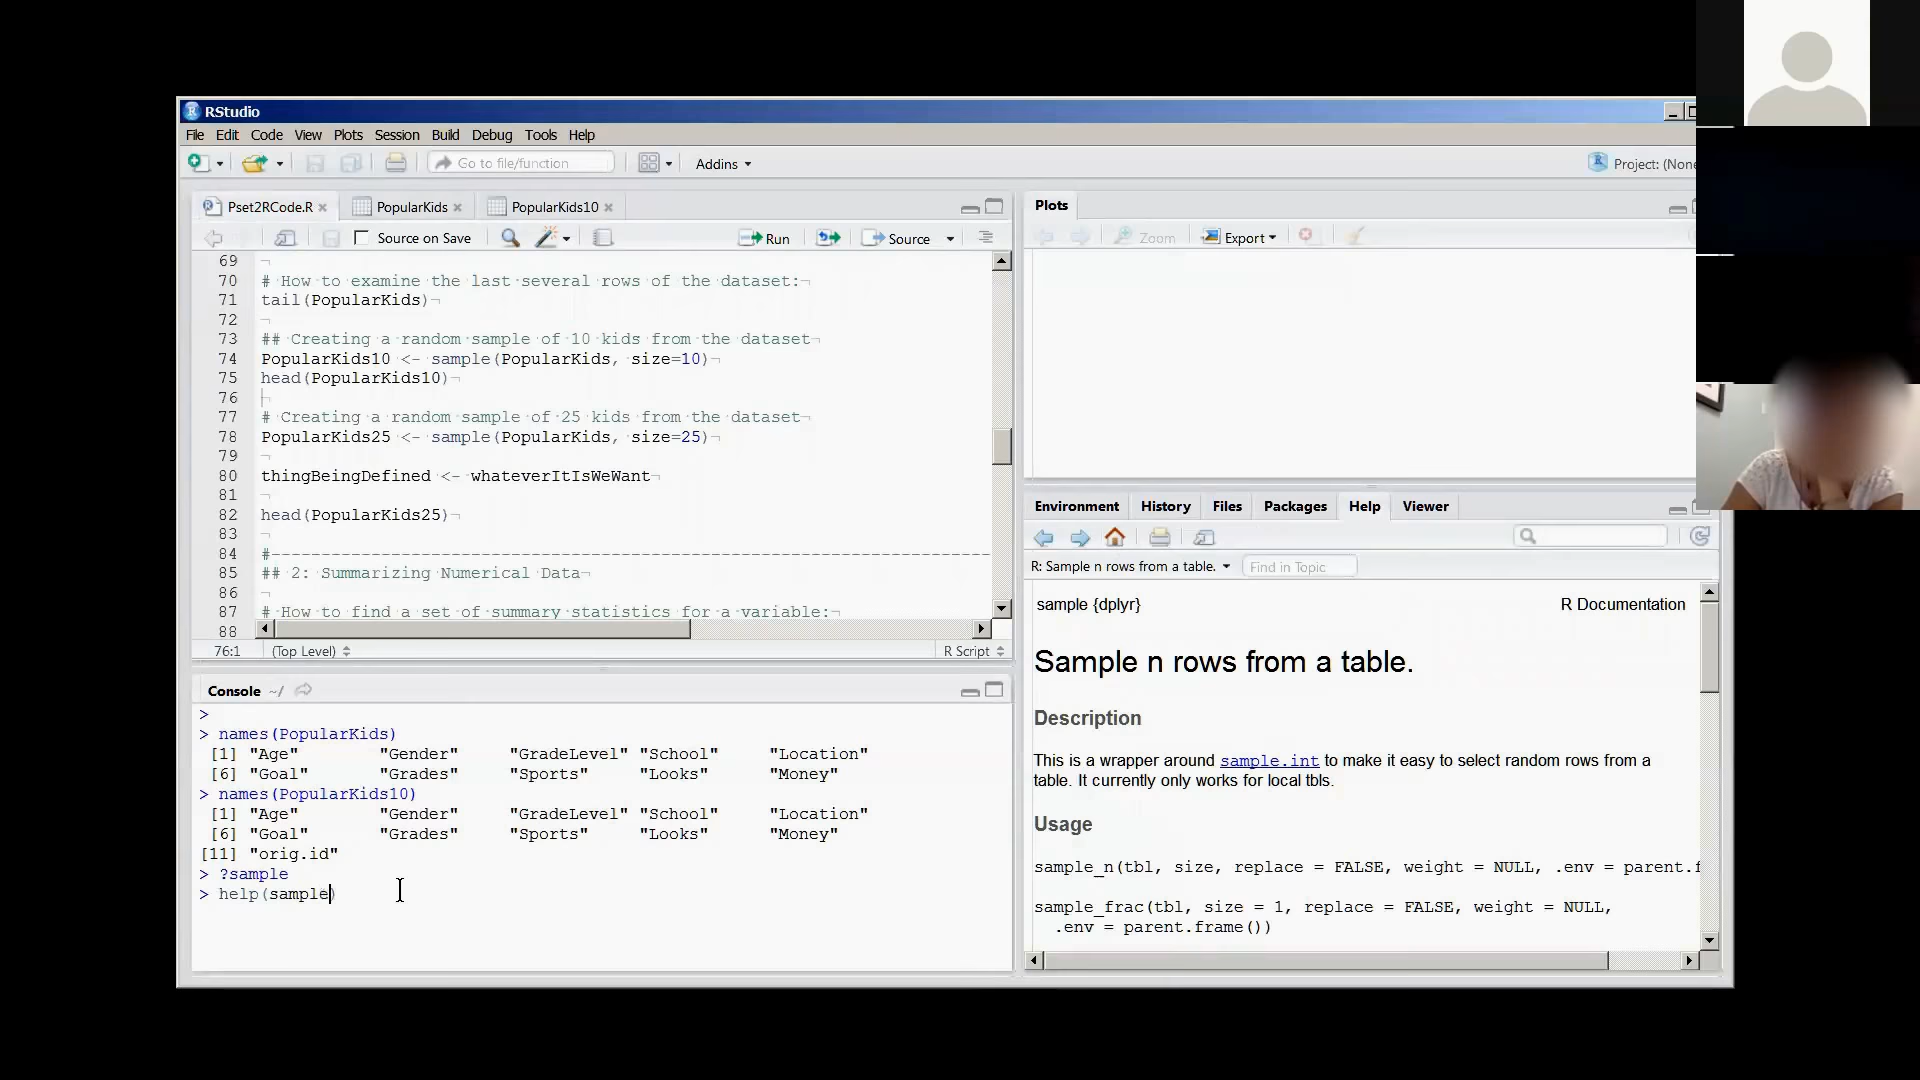 RStudio
File Edit Code View Plots Session Build Debug Tools Help
Go to file/function Addins Project: (None
Pset2RCode.R PopularKids PopularKids10
Source on Save Run Source
69
70 # How to examine the last several rows of the dataset:
71 tail(PopularKids)
72
73 ## Creating a random sample of 10 kids from the dataset
74 PopularKids10 <- sample(PopularKids, size=10)
75 head(PopularKids10)
76
77 # Creating a random sample of 25 kids from the dataset
78 PopularKids25 <- sample(PopularKids, size=25)
79
80 thingBeingDefined <- whateverItIsWeWant
81
82 head(PopularKids25)
83
84 #-------------------------------------------------------------------------
85 ## 2: Summarizing Numerical Data
86
87 # How to find a set of summary statistics for a variable:
88
76:1 (Top Level) R Script
Console ~/
>
> names(PopularKids)
[1] "Age" "Gender" "GradeLevel" "School" "Location"
[6] "Goal" "Grades" "Sports" "Looks" "Money"
> names(PopularKids10)
[1] "Age" "Gender" "GradeLevel" "School" "Location"
[6] "Goal" "Grades" "Sports" "Looks" "Money"
[11] "orig.id"
> ?sample
> help(sample)
Plots
Zoom Export
Environment History Files Packages Help Viewer
R: Sample n rows from a table. Find in Topic
sample {dplyr} R Documentation
Sample n rows from a table.
Description
This is a wrapper around sample.int to make it easy to select random rows from a
table. It currently only works for local tbls.
Usage
sample_n(tbl, size, replace = FALSE, weight = NULL, .env = parent.f
sample_frac(tbl, size = 1, replace = FALSE, weight = NULL,
.env = parent.frame())